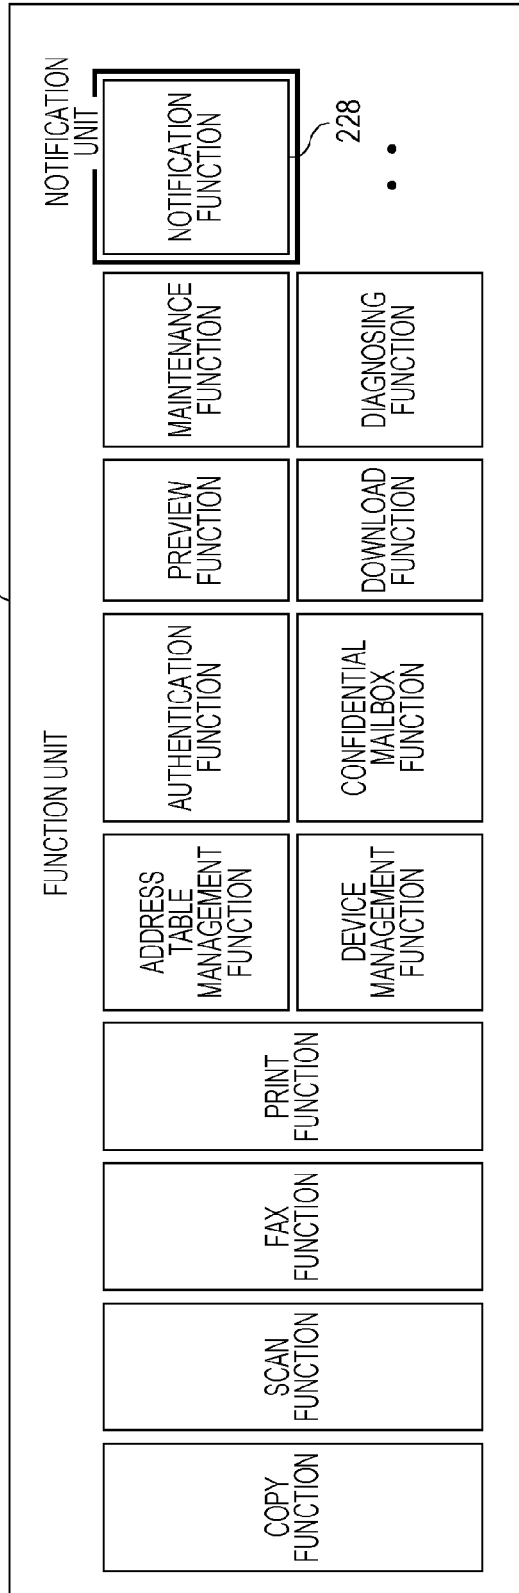 FUNCTION UNIT
NOTIFICATION
UNIT
COPY
FUNCTION
SCAN
FUNCTION
FAX
FUNCTION
PRINT
FUNCTION
ADDRESS
TABLE
MANAGEMENT
FUNCTION
AUTHENTICATION
FUNCTION
PREVIEW
FUNCTION
MAINTENANCE
FUNCTION
NOTIFICATION
FUNCTION
228
DEVICE
MANAGEMENT
FUNCTION
CONFIDENTIAL
MAILBOX
FUNCTION
DOWNLOAD
FUNCTION
DIAGNOSING
FUNCTION